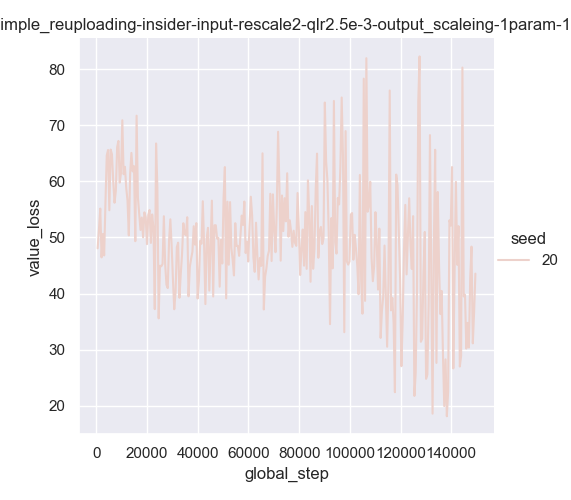 imple_reuploading-insider-input-rescale2-qlr2.5e-3-output_scaleing-1param-1
80
70
60
50
40
30
20
value_loss
0 20000 40000 60000 80000 100000 120000 140000
global_step
seed
20